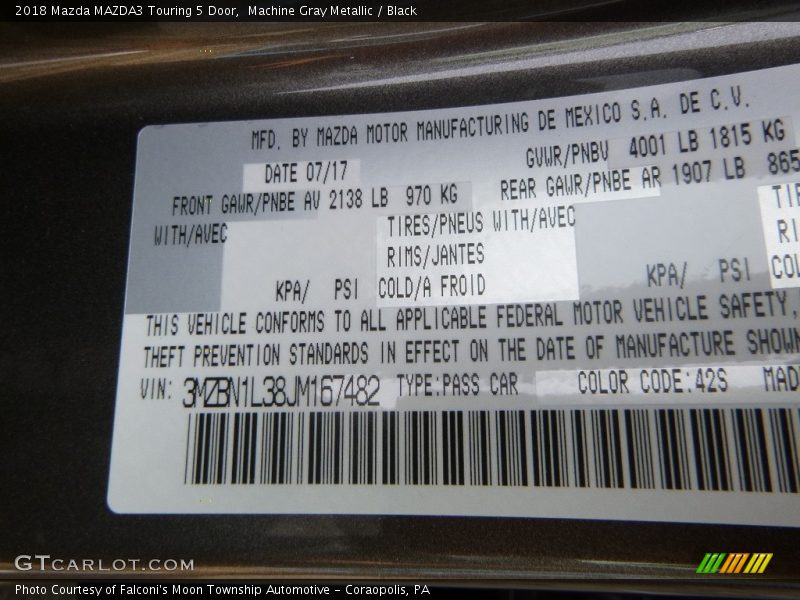 2018 Mazda MAZDA3 Touring 5 Door,  Machine Gray Metallic / Black
MFD. BY MAZDA MOTOR MANUFACTURING DE MEXICO S.A. DE C.V.
DATE 07/17 GVWR/PNBV 4001 LB 1815 KG
FRONT GAWR/PNBE AV 2138 LB 970 KG REAR GAWR/PNBE AR 1907 LB 865
WITH/AVEC TIRES/PNEUS WITH/AVEC TI
RIMS/JANTES RI
KPA/ PSI COLD/A FROID KPA/ PSI COL
THIS VEHICLE CONFORMS TO ALL APPLICABLE FEDERAL MOTOR VEHICLE SAFETY,
THEFT PREVENTION STANDARDS IN EFFECT ON THE DATE OF MANUFACTURE SHOWN
VIN: 3MZBN1L38JM167482 TYPE:PASS CAR COLOR CODE:42S MAD
GTCARLOT.COM
Photo Courtesy of Falconi's Moon Township Automotive – Coraopolis, PA